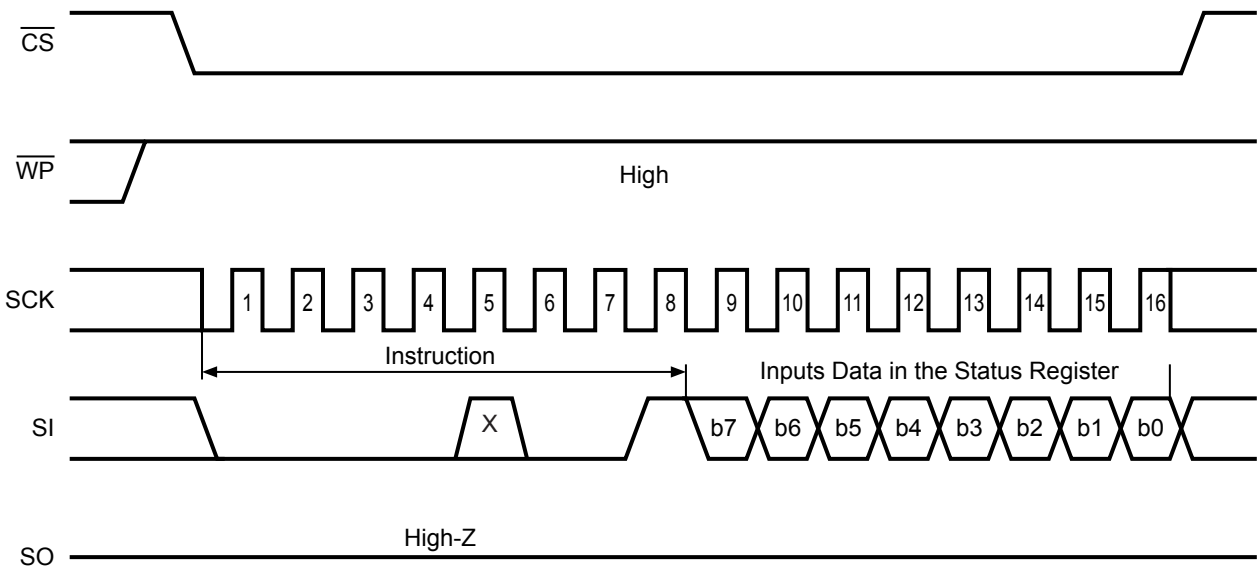 CS
WP
High
SCK
1 2 3 4 5 6 7 8 9 10 11 12 13 14 15 16
Instruction
Inputs Data in the Status Register
SI
X
b7 b6 b5 b4 b3 b2 b1 b0
High-Z
SO